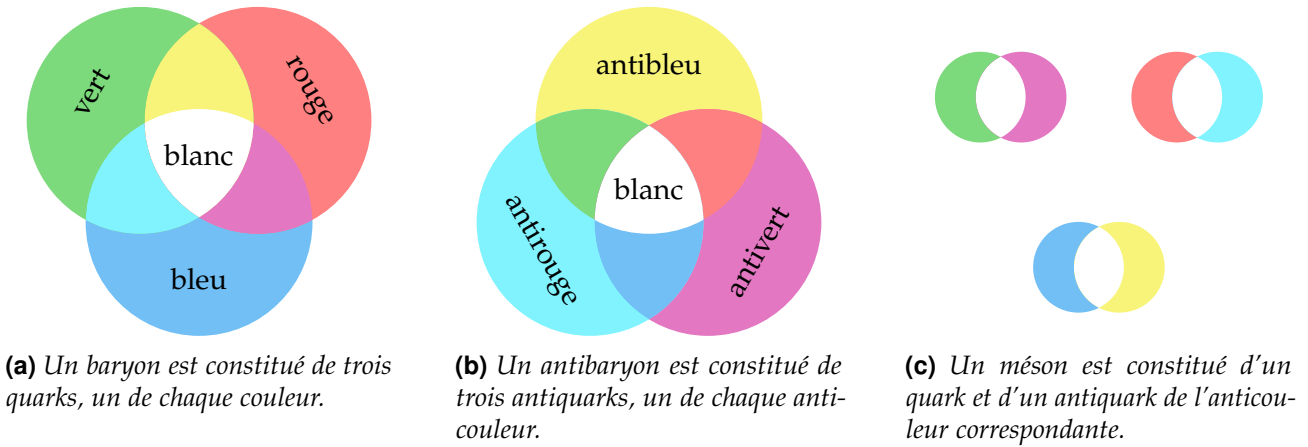 vert
rouge
blanc
bleu
antibleu
blanc
antirouge
antivert
(a) Un baryon est constitué de trois
quarks, un de chaque couleur.
(b) Un antibaryon est constitué de
trois antiquarks, un de chaque anti-
couleur.
(c) Un méson est constitué d'un
quark et d'un antiquark de l'anticou-
leur correspondante.